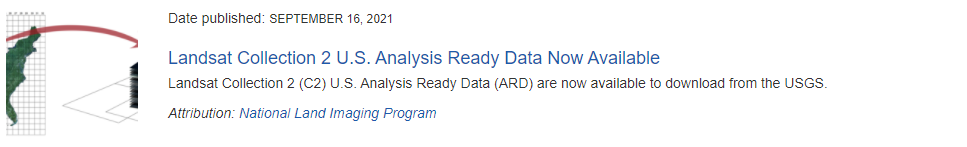 Date published: SEPTEMBER 16, 2021
Landsat Collection 2 U.S. Analysis Ready Data Now Available
Landsat Collection 2 (C2) U.S. Analysis Ready Data (ARD) are now available to download from the USGS.
Attribution: National Land Imaging Program